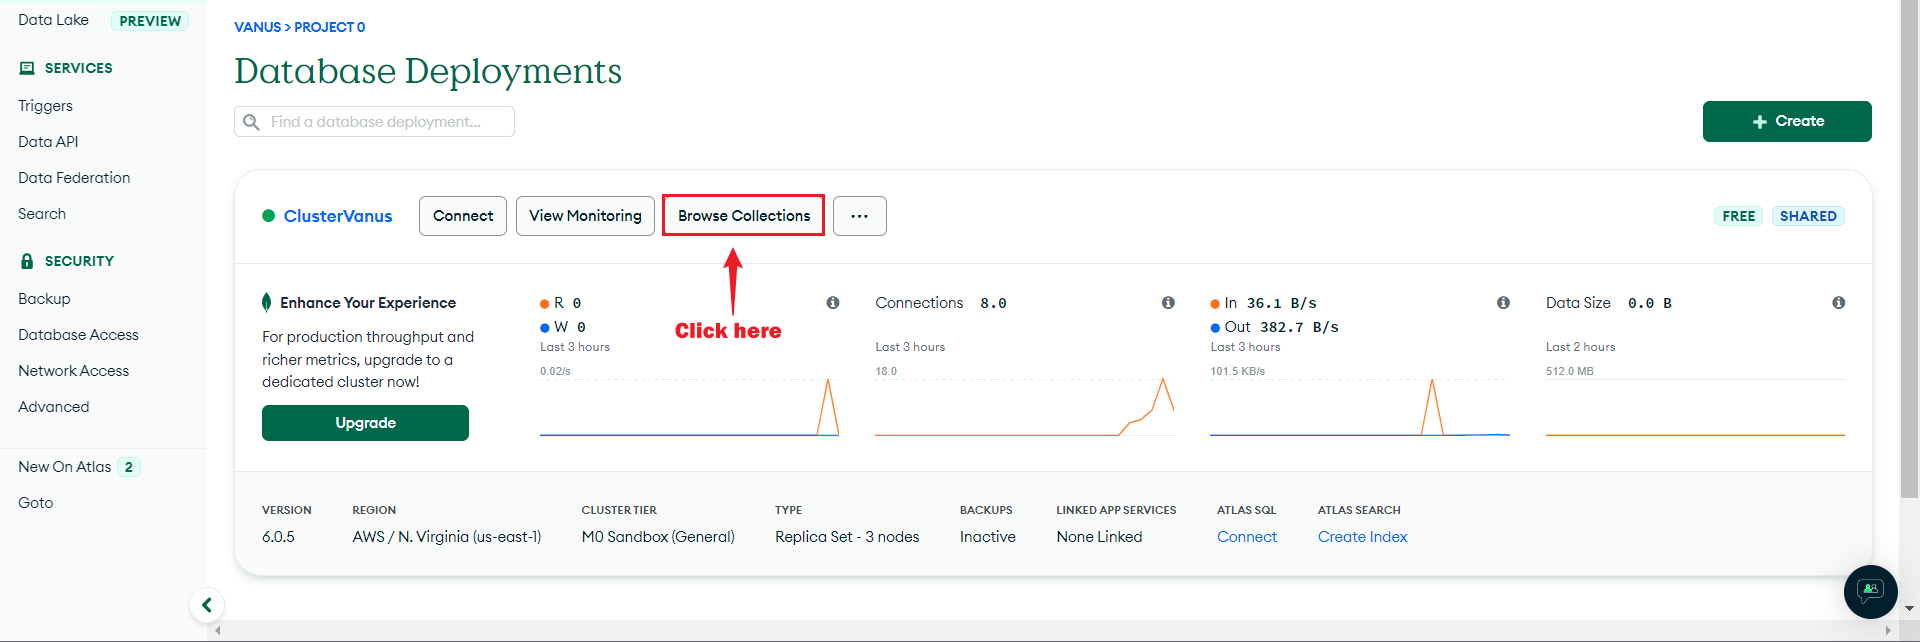 Data Lake PREVIEW
SERVICES
Triggers
Data API
Data Federation
Search
SECURITY
Backup
Database Access
Network Access
Advanced
New On Atlas 2
Goto
VANUS > PROJECT 0
Database Deployments
Find a database deployment...
+ Create
ClusterVanus Connect View Monitoring Browse Collections ... FREE SHARED
Click here
Enhance Your Experience
For production throughput and
richer metrics, upgrade to a
dedicated cluster now!
Upgrade
R 0
W 0
Last 3 hours
0.02/s
Connections 8.0
Last 3 hours
18.0
In 36.1 B/s
Out 382.7 B/s
Last 3 hours
101.5 KB/s
Data Size 0.0 B
Last 2 hours
512.0 MB
VERSION REGION CLUSTER TIER TYPE BACKUPS LINKED APP SERVICES ATLAS SQL ATLAS SEARCH
6.0.5 AWS / N. Virginia (us-east-1) M0 Sandbox (General) Replica Set - 3 nodes Inactive None Linked Connect Create Index